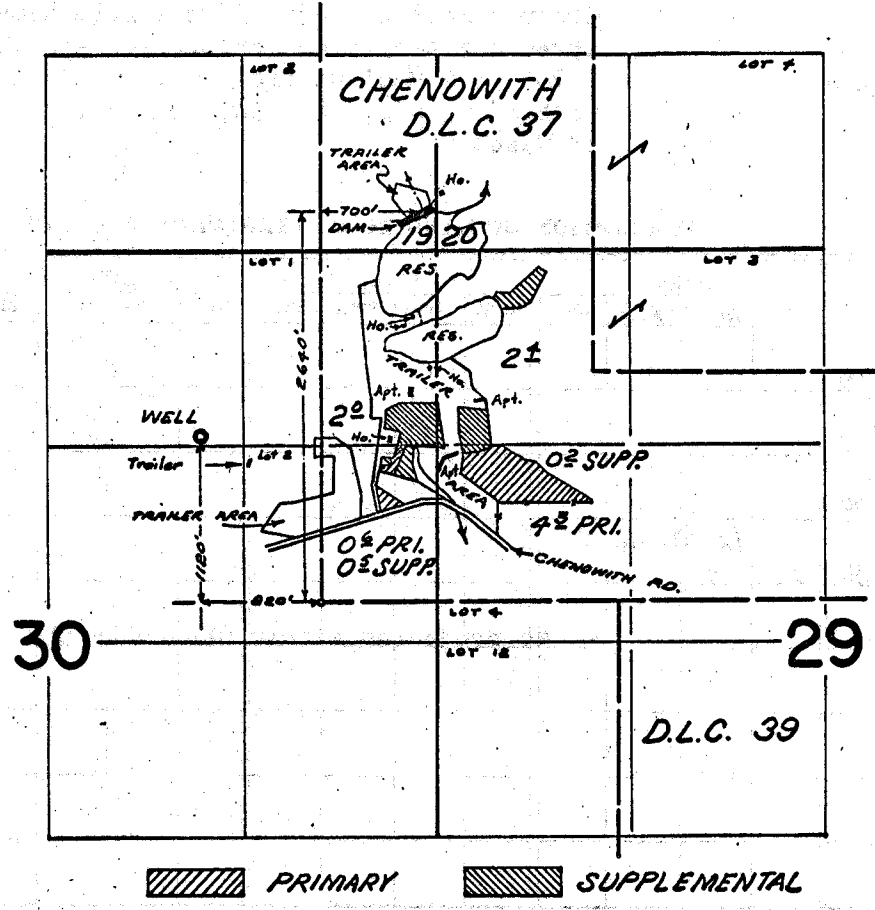 LOT 2
LOT 7
CHENOWITH
D.L.C. 37
TRAILER
AREA
Ho.
700'
DAM
19 20
LOT 1
LOT 3
RES.
Ho.
RES.
2640'
TRAILER
Ho.
2 4
Apt.
Apt.
2 0
WELL
Ho.
Trailer
Lot 2
0 2 SUPP.
Apt
AREA
TRAILER AREA
4 3 PRI.
1120'
0 6 PRI.
0 5 SUPP.
CHENOWITH RD.
820'
LOT 4
30
29
LOT 12
D.L.C. 39
PRIMARY
SUPPLEMENTAL